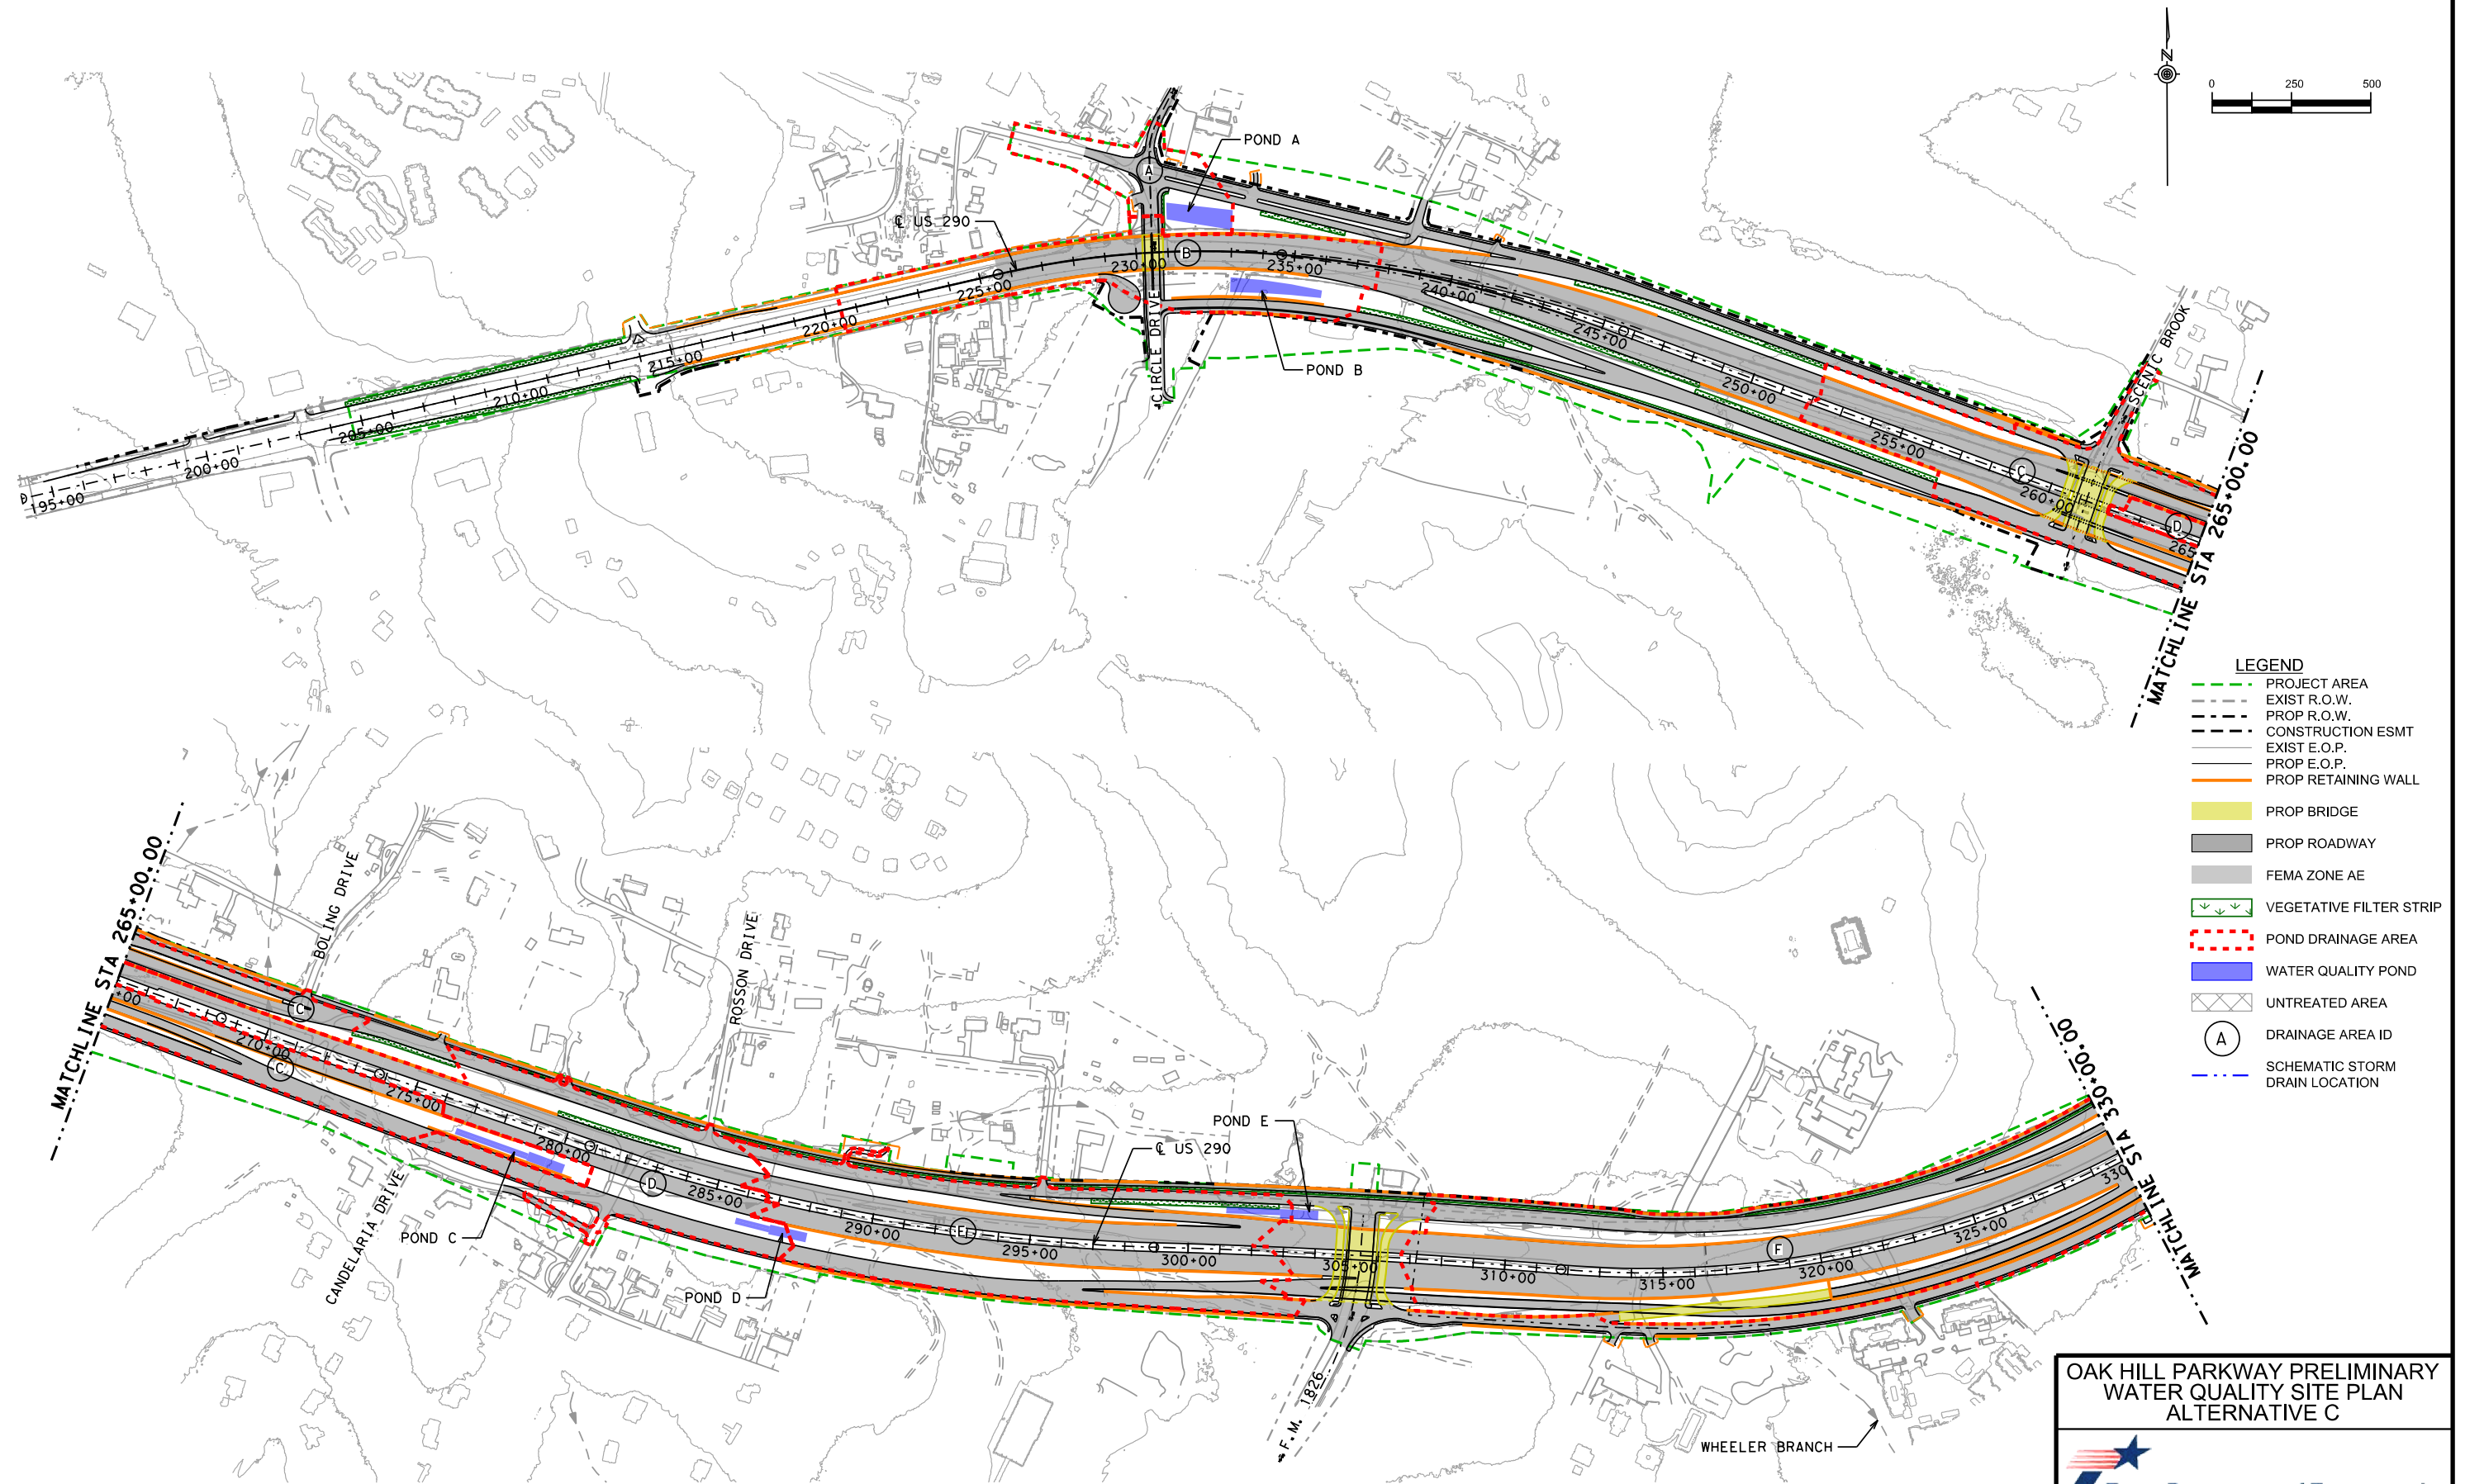 N
0 250 500
POND A
A
℄ US 290
B
230+00
235+00
225+00
240+00
220+00
245+00
215+00
POND B
CIRCLE DRIVE
250+00
210+00
SCENIC BROOK
205+00
255+00
200+00
C
260+00
195+00
D
265
MATCHLINE STA 265+00.00
LEGEND
PROJECT AREA
EXIST R.O.W.
PROP R.O.W.
CONSTRUCTION ESMT
EXIST E.O.P.
PROP E.O.P.
PROP RETAINING WALL
PROP BRIDGE
PROP ROADWAY
FEMA ZONE AE
VEGETATIVE FILTER STRIP
POND DRAINAGE AREA
WATER QUALITY POND
UNTREATED AREA
A DRAINAGE AREA ID
SCHEMATIC STORM
DRAIN LOCATION
MATCHLINE STA 265+00.00
BOLING DRIVE
ROSSON DRIVE
+00
C
270+00
C
275+00
280+00
D
285+00
POND E
℄ US 290
290+00
E
295+00
300+00
305+00
310+00
315+00
F
320+00
325+00
330
MATCHLINE STA 330+00.00
CANDELARIA DRIVE
POND C
POND D
F.M. 1826
WHEELER BRANCH
OAK HILL PARKWAY PRELIMINARY
WATER QUALITY SITE PLAN
ALTERNATIVE C